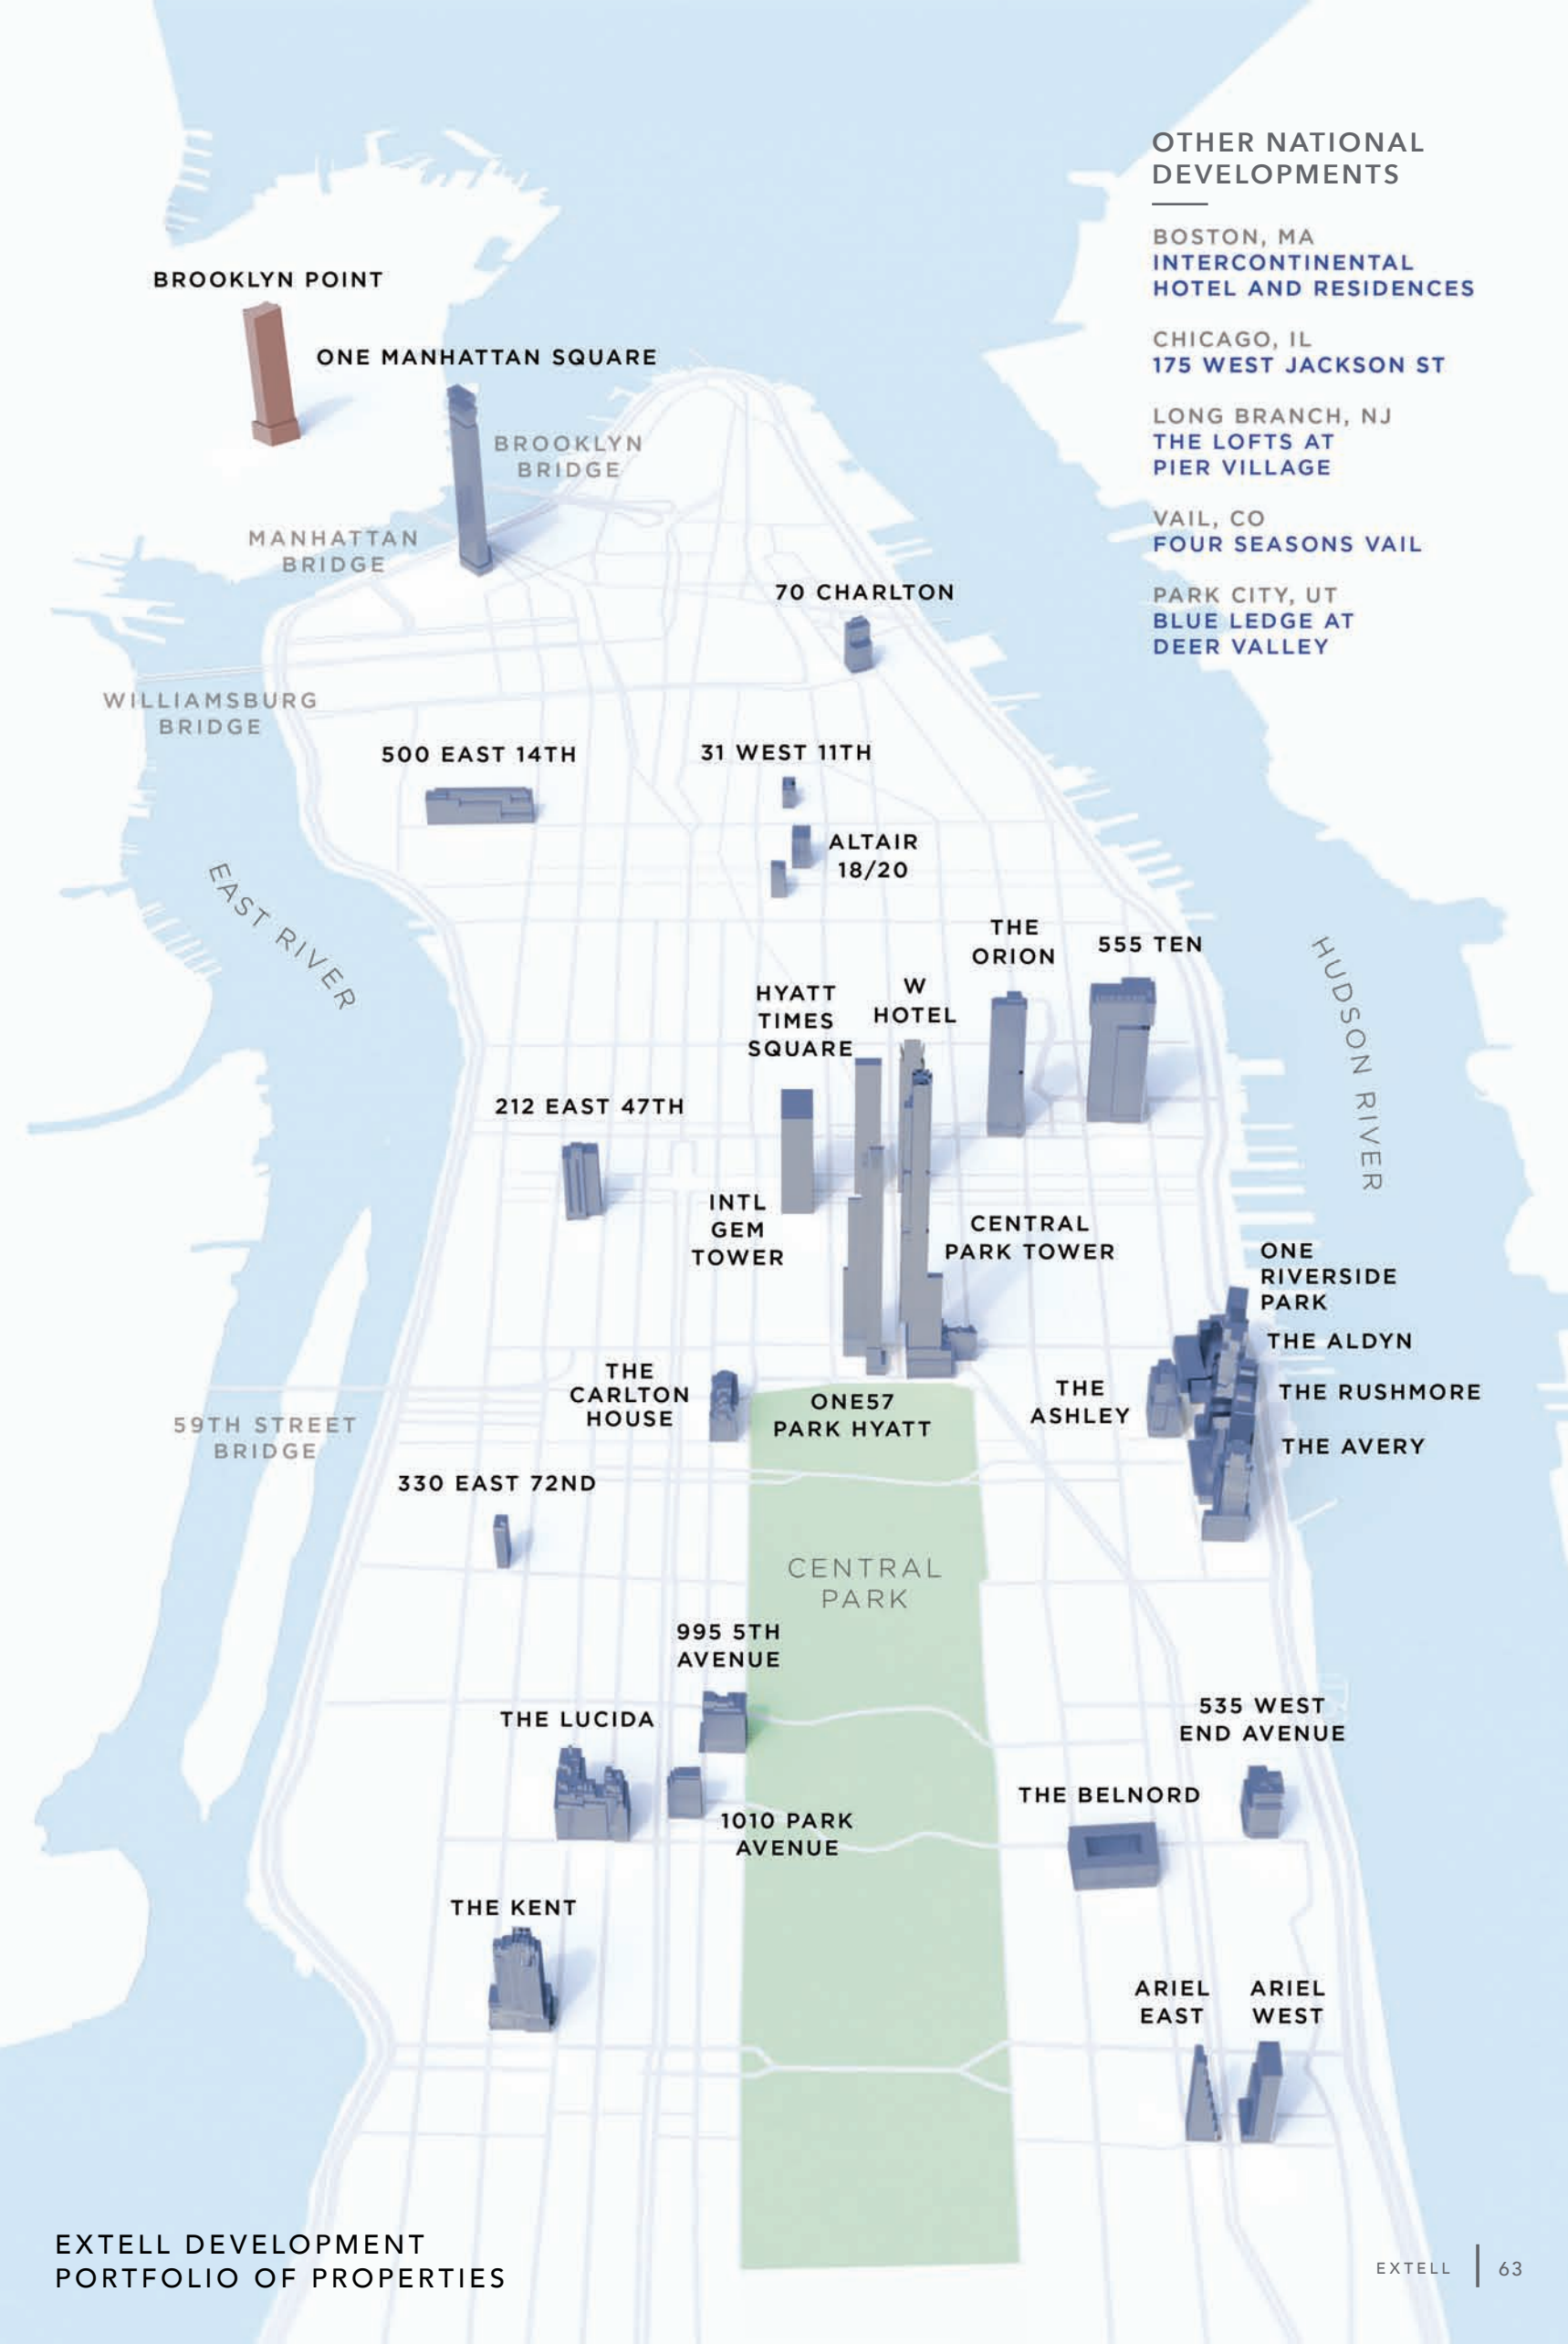 OTHER NATIONAL
DEVELOPMENTS
BOSTON, MA
INTERCONTINENTAL
HOTEL AND RESIDENCES
CHICAGO, IL
175 WEST JACKSON ST
LONG BRANCH, NJ
THE LOFTS AT
PIER VILLAGE
VAIL, CO
FOUR SEASONS VAIL
PARK CITY, UT
BLUE LEDGE AT
DEER VALLEY
BROOKLYN POINT
ONE MANHATTAN SQUARE
BROOKLYN
BRIDGE
MANHATTAN
BRIDGE
70 CHARLTON
WILLIAMSBURG
BRIDGE
500 EAST 14TH
31 WEST 11TH
ALTAIR
18/20
EAST RIVER
THE
ORION
555 TEN
HUDSON RIVER
HYATT
TIMES
SQUARE
W
HOTEL
212 EAST 47TH
INTL
GEM
TOWER
CENTRAL
PARK TOWER
ONE
RIVERSIDE
PARK
THE ALDYN
THE RUSHMORE
THE AVERY
THE
CARLTON
HOUSE
ONE57
PARK HYATT
THE
ASHLEY
59TH STREET
BRIDGE
330 EAST 72ND
CENTRAL
PARK
995 5TH
AVENUE
THE LUCIDA
535 WEST
END AVENUE
THE BELNORD
1010 PARK
AVENUE
THE KENT
ARIEL
EAST
ARIEL
WEST
EXTELL DEVELOPMENT
PORTFOLIO OF PROPERTIES
EXTELL | 63